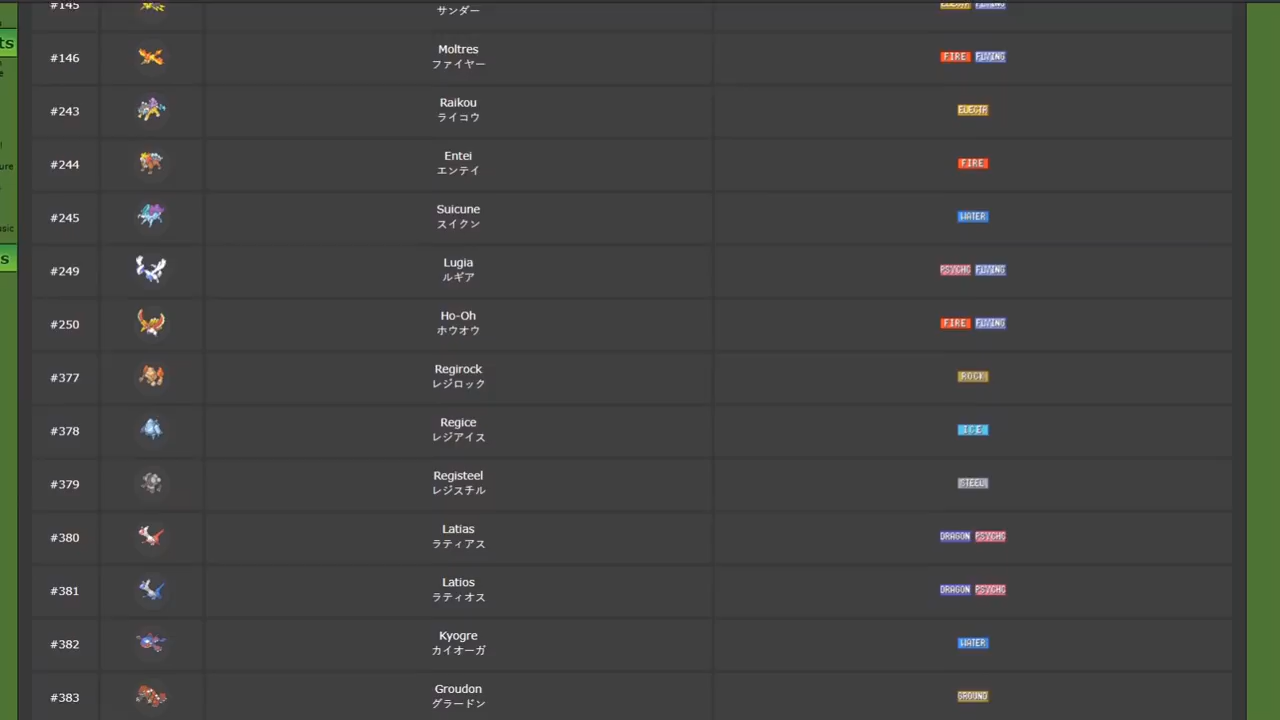 #145
サンダー
ts
#146
Moltres
ファイヤー
FIRE FLYING
e
#243
Raikou
ライコウ
ELECTR
!
ure
#244
Entei
エンテイ
FIRE
#245
Suicune
スイクン
WATER
usic
s
#249
Lugia
ルギア
PSYCHC FLYING
#250
Ho-Oh
ホウオウ
FIRE FLYING
#377
Regirock
レジロック
ROCK
#378
Regice
レジアイス
ICE
#379
Registeel
レジスチル
STEEL
#380
Latias
ラティアス
DRAGON PSYCHC
#381
Latios
ラティオス
DRAGON PSYCHC
#382
Kyogre
カイオーガ
WATER
#383
Groudon
グラードン
GROUND